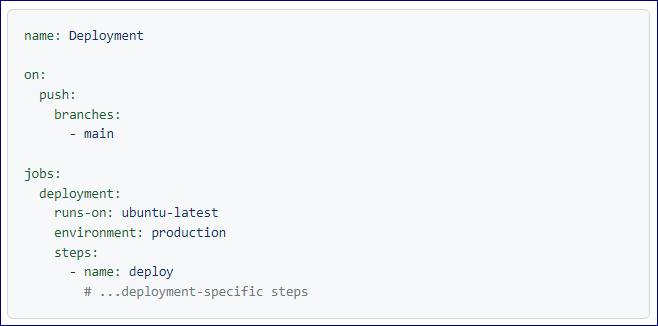 name: Deployment

on:
  push:
    branches:
      - main

jobs:
  deployment:
    runs-on: ubuntu-latest
    environment: production
    steps:
      - name: deploy
        # ...deployment-specific steps